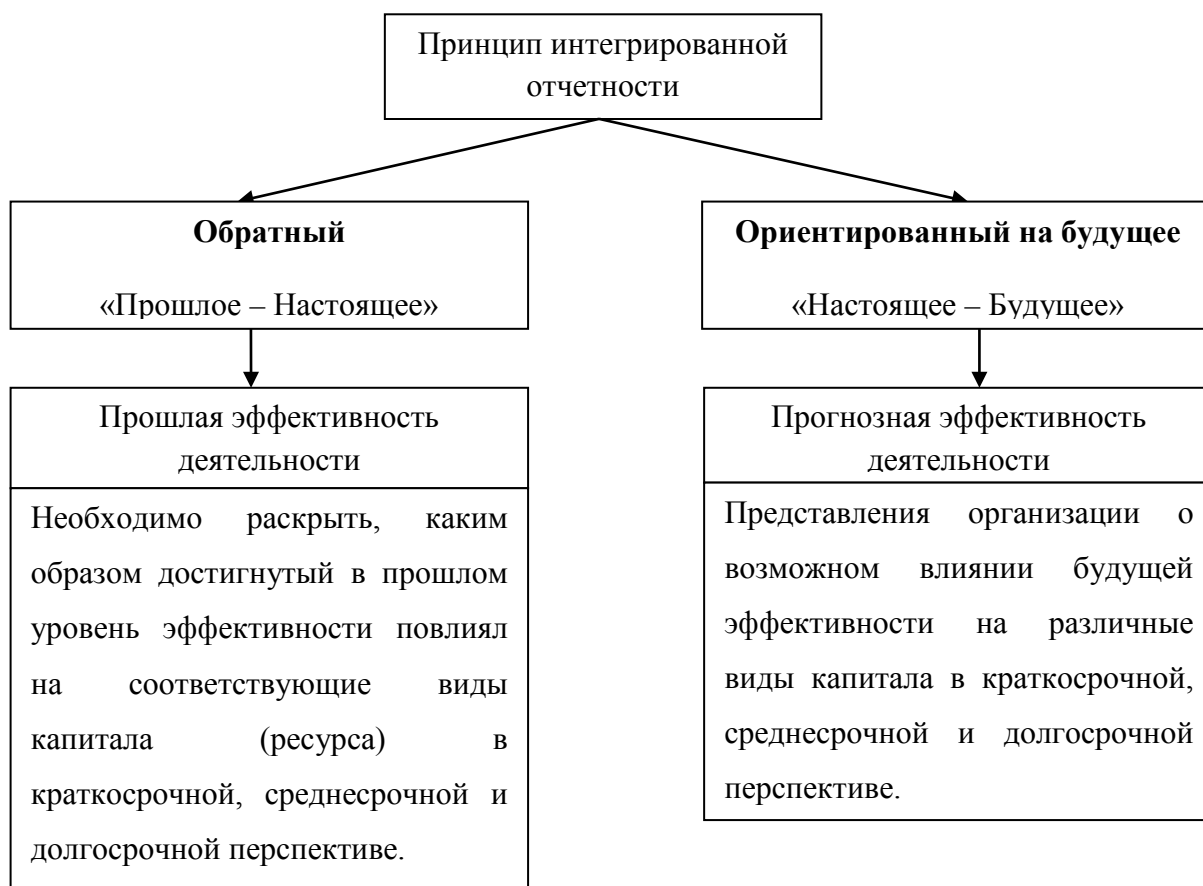 Принцип интегрированной
отчетности
Обратный
«Прошлое – Настоящее»
Ориентированный на будущее
«Настоящее – Будущее»
Прошлая эффективность
деятельности
Необходимо раскрыть, каким
образом достигнутый в прошлом
уровень эффективности повлиял
на соответствующие виды
капитала (ресурса) в
краткосрочной, среднесрочной и
долгосрочной перспективе.
Прогнозная эффективность
деятельности
Представления организации о
возможном влиянии будущей
эффективности на различные
виды капитала в краткосрочной,
среднесрочной и долгосрочной
перспективе.